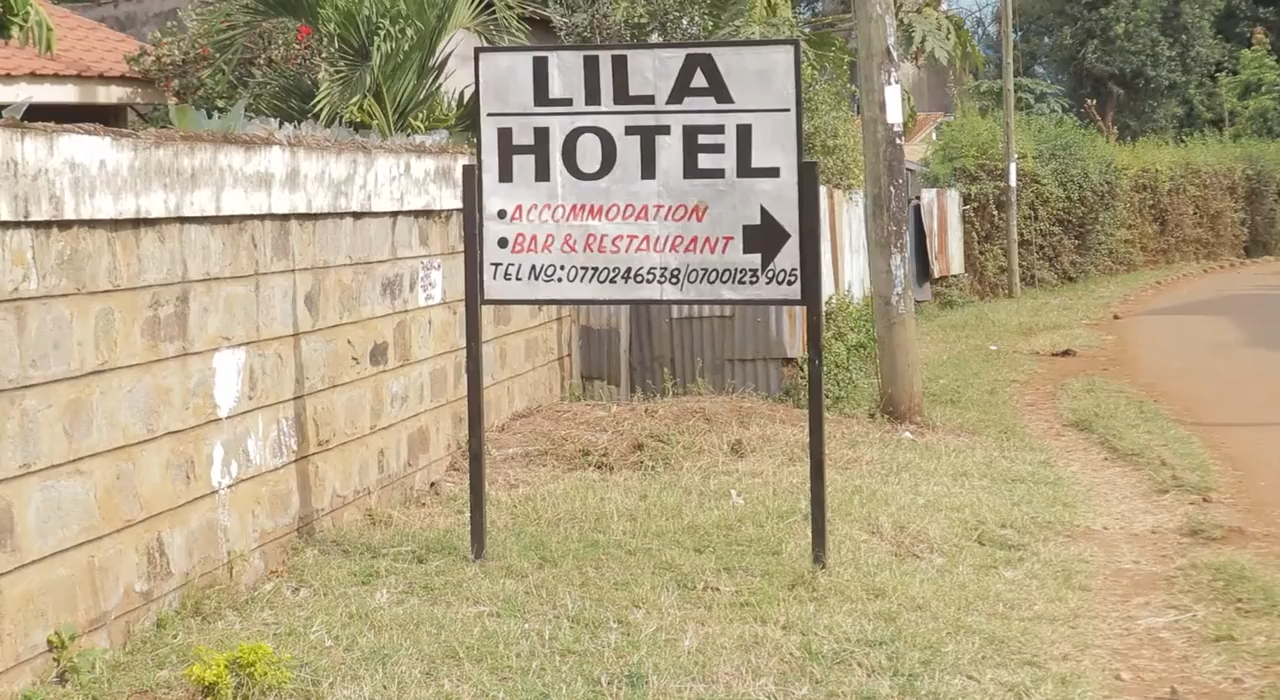 LILA
HOTEL
•ACCOMMODATION
•BAR & RESTAURANT
TEL NO:0770246538/0700123905